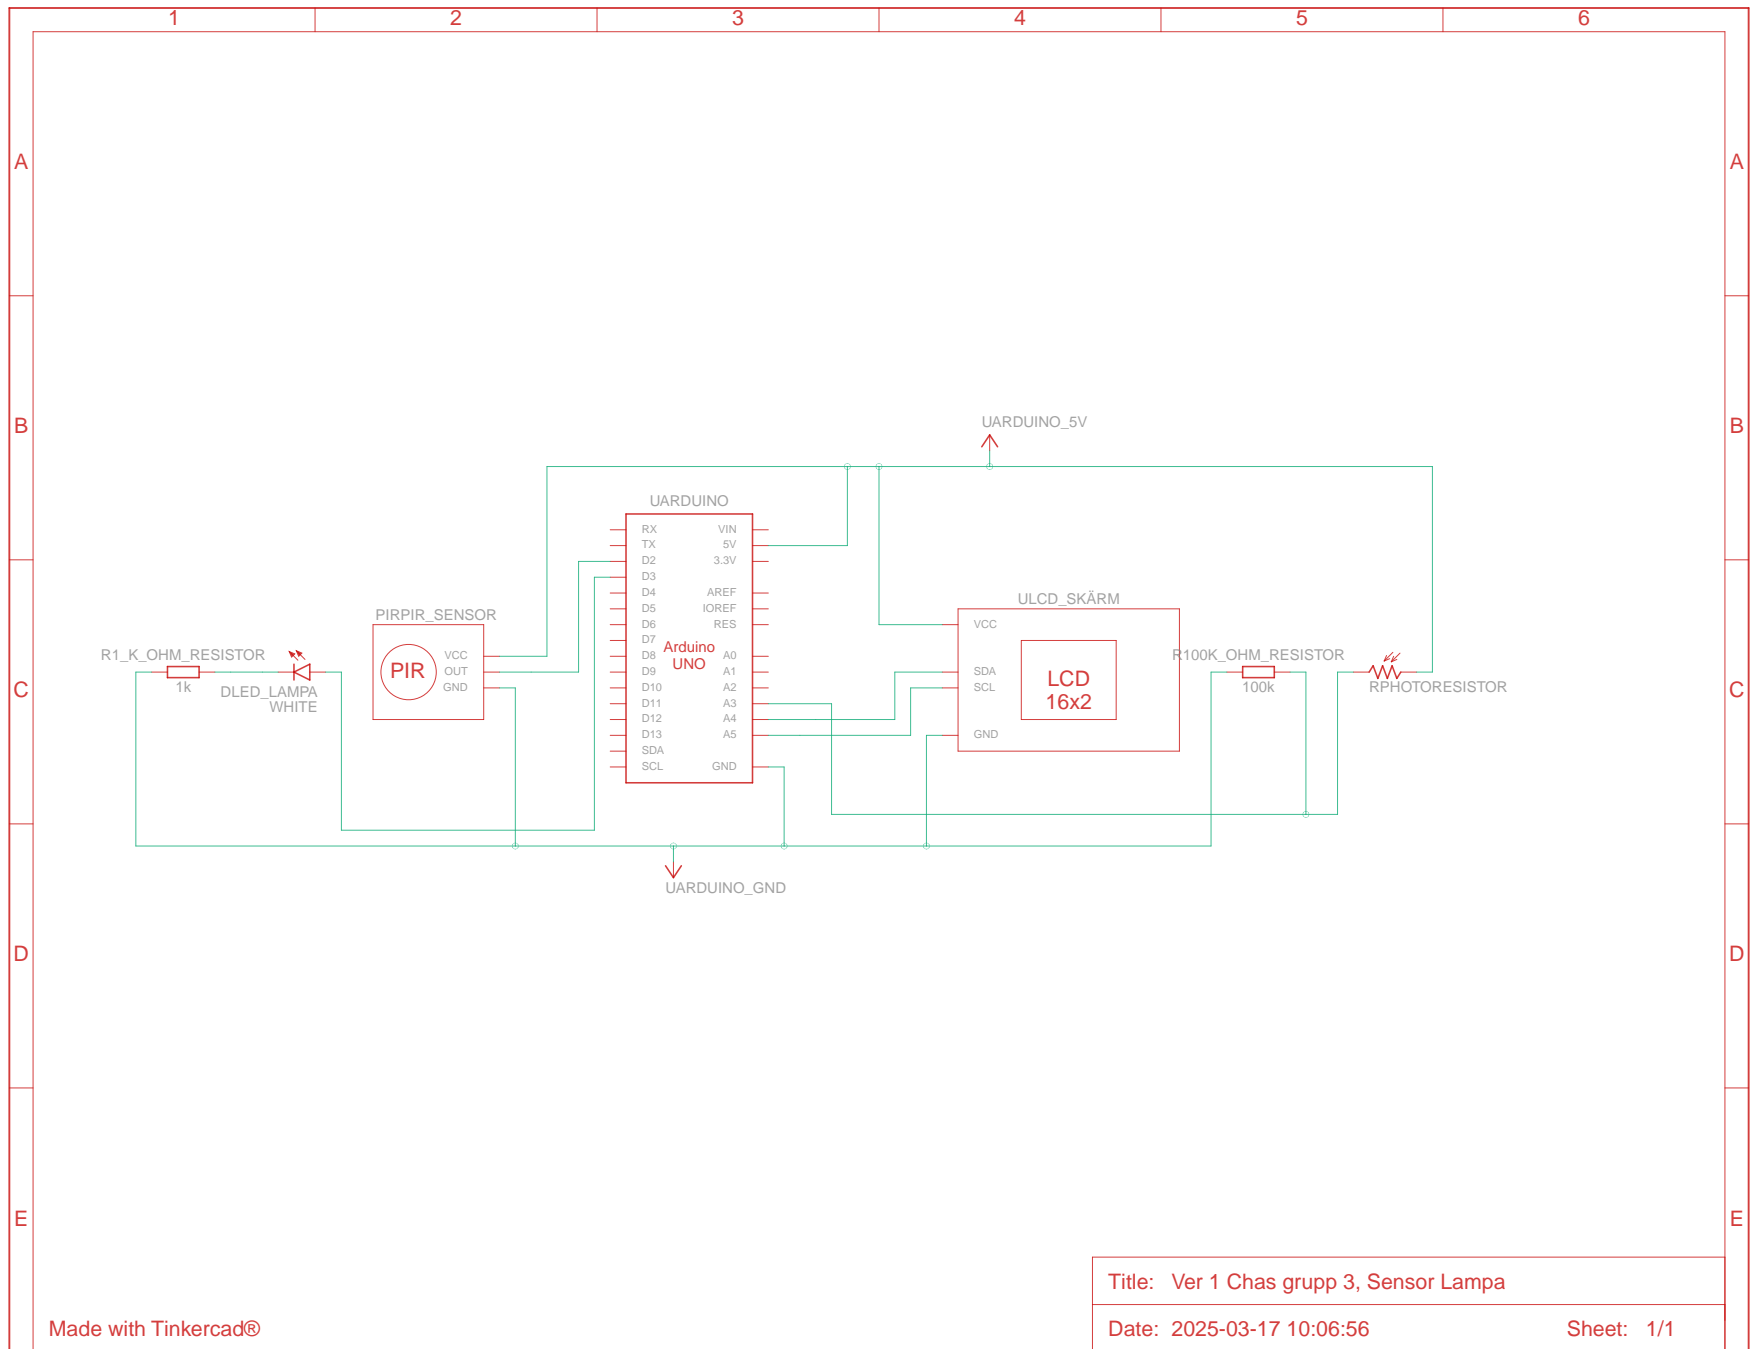 1 2 3 4 5 6
A A
B B
C C
D D
E E
UARDUINO_5V
UARDUINO
RX VIN
TX 5V
D2 3.3V
D3
D4 AREF
D5 IOREF
D6 RES
D7
D8 A0
D9 A1
D10 A2
D11 A3
D12 A4
D13 A5
SDA
SCL GND
Arduino
UNO
PIRPIR_SENSOR
PIR
VCC
OUT
GND
R1_K_OHM_RESISTOR
1k
DLED_LAMPA
WHITE
ULCD_SKÄRM
VCC
SDA
SCL
GND
LCD
16x2
R100K_OHM_RESISTOR
100k
RPHOTORESISTOR
UARDUINO_GND
Title: Ver 1 Chas grupp 3, Sensor Lampa
Made with Tinkercad®
Date: 2025-03-17 10:06:56 Sheet: 1/1